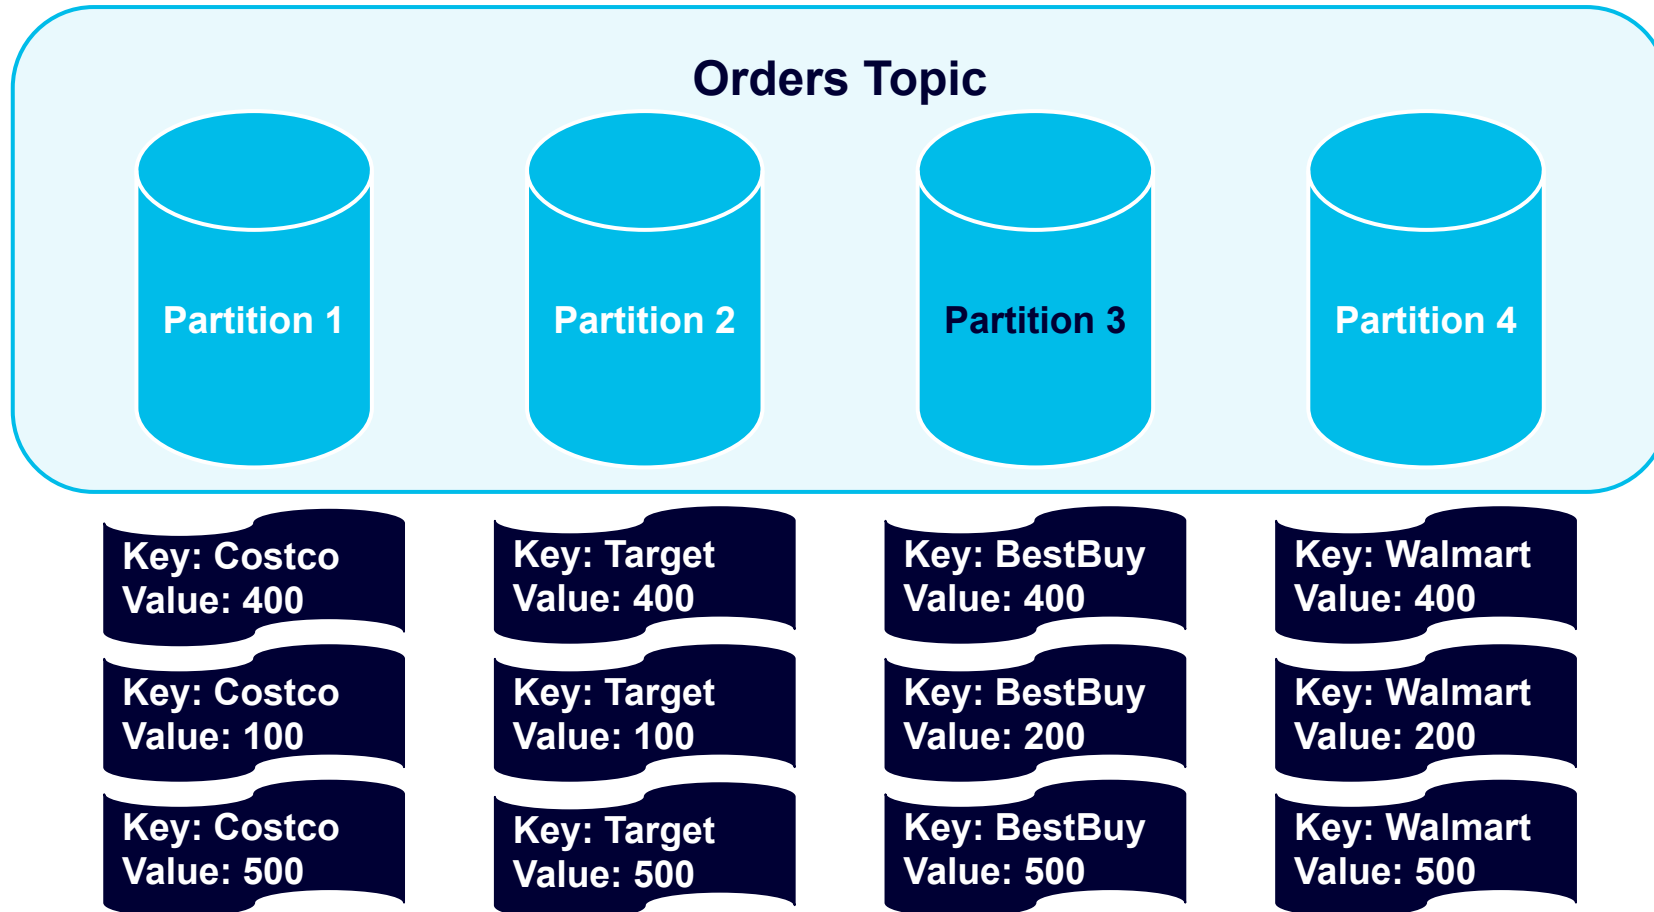 Orders Topic
Partition 1
Partition 2
Partition 3
Partition 4
Key: Costco
Value: 400
Key: Target
Value: 400
Key: BestBuy
Value: 400
Key: Walmart
Value: 400
Key: Costco
Value: 100
Key: Target
Value: 100
Key: BestBuy
Value: 200
Key: Walmart
Value: 200
Key: Costco
Value: 500
Key: Target
Value: 500
Key: BestBuy
Value: 500
Key: Walmart
Value: 500